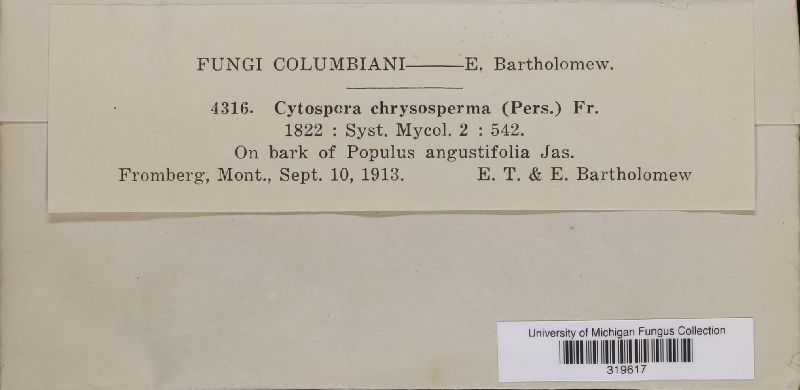 FUNGI COLUMBIANI——E. Bartholomew.
4316. Cytospora chrysosperma (Pers.) Fr.
1822 : Syst. Mycol. 2 : 542.
On bark of Populus angustifolia Jas.
Fromberg, Mont., Sept. 10, 1913. E. T. & E. Bartholomew
University of Michigan Fungus Collection
319617